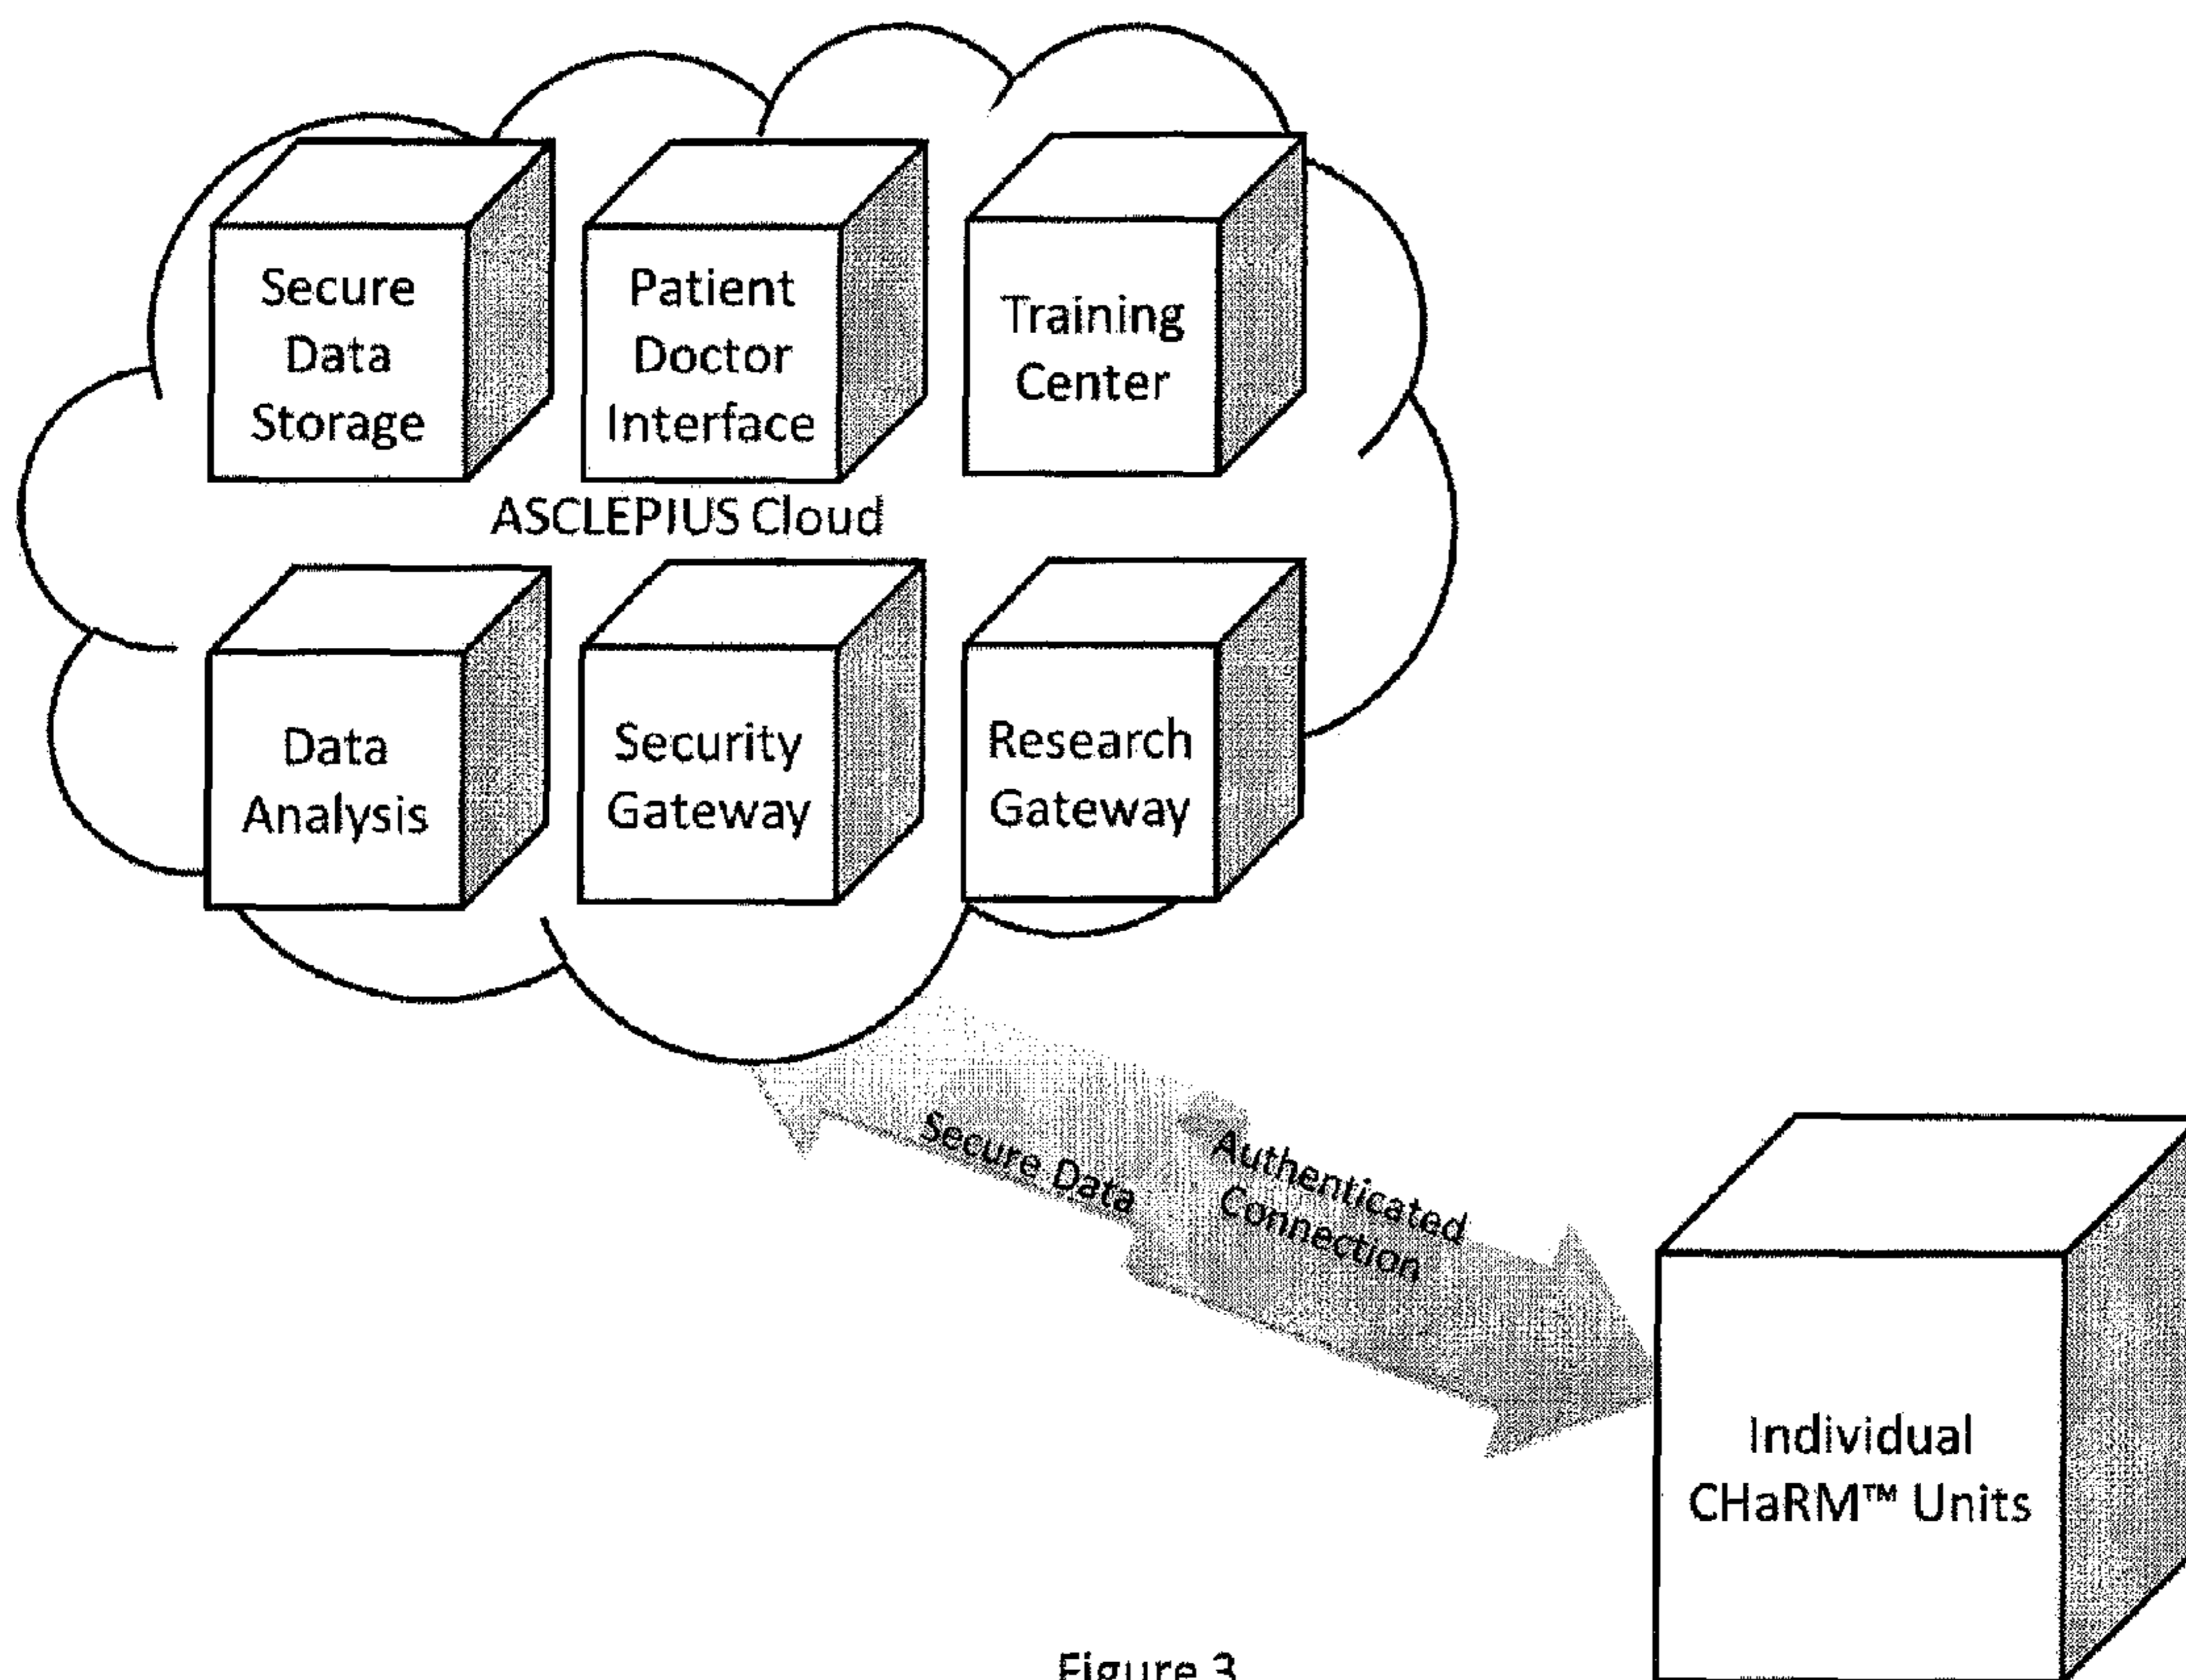 Secure
Data
Storage
Patient
Doctor
Interface
Training
Center
ASCLEPIUS Cloud
Data
Analysis
Security
Gateway
Research
Gateway
Secure Data
Authenticated
Connection
Individual
CHaRM™ Units
Figure 3